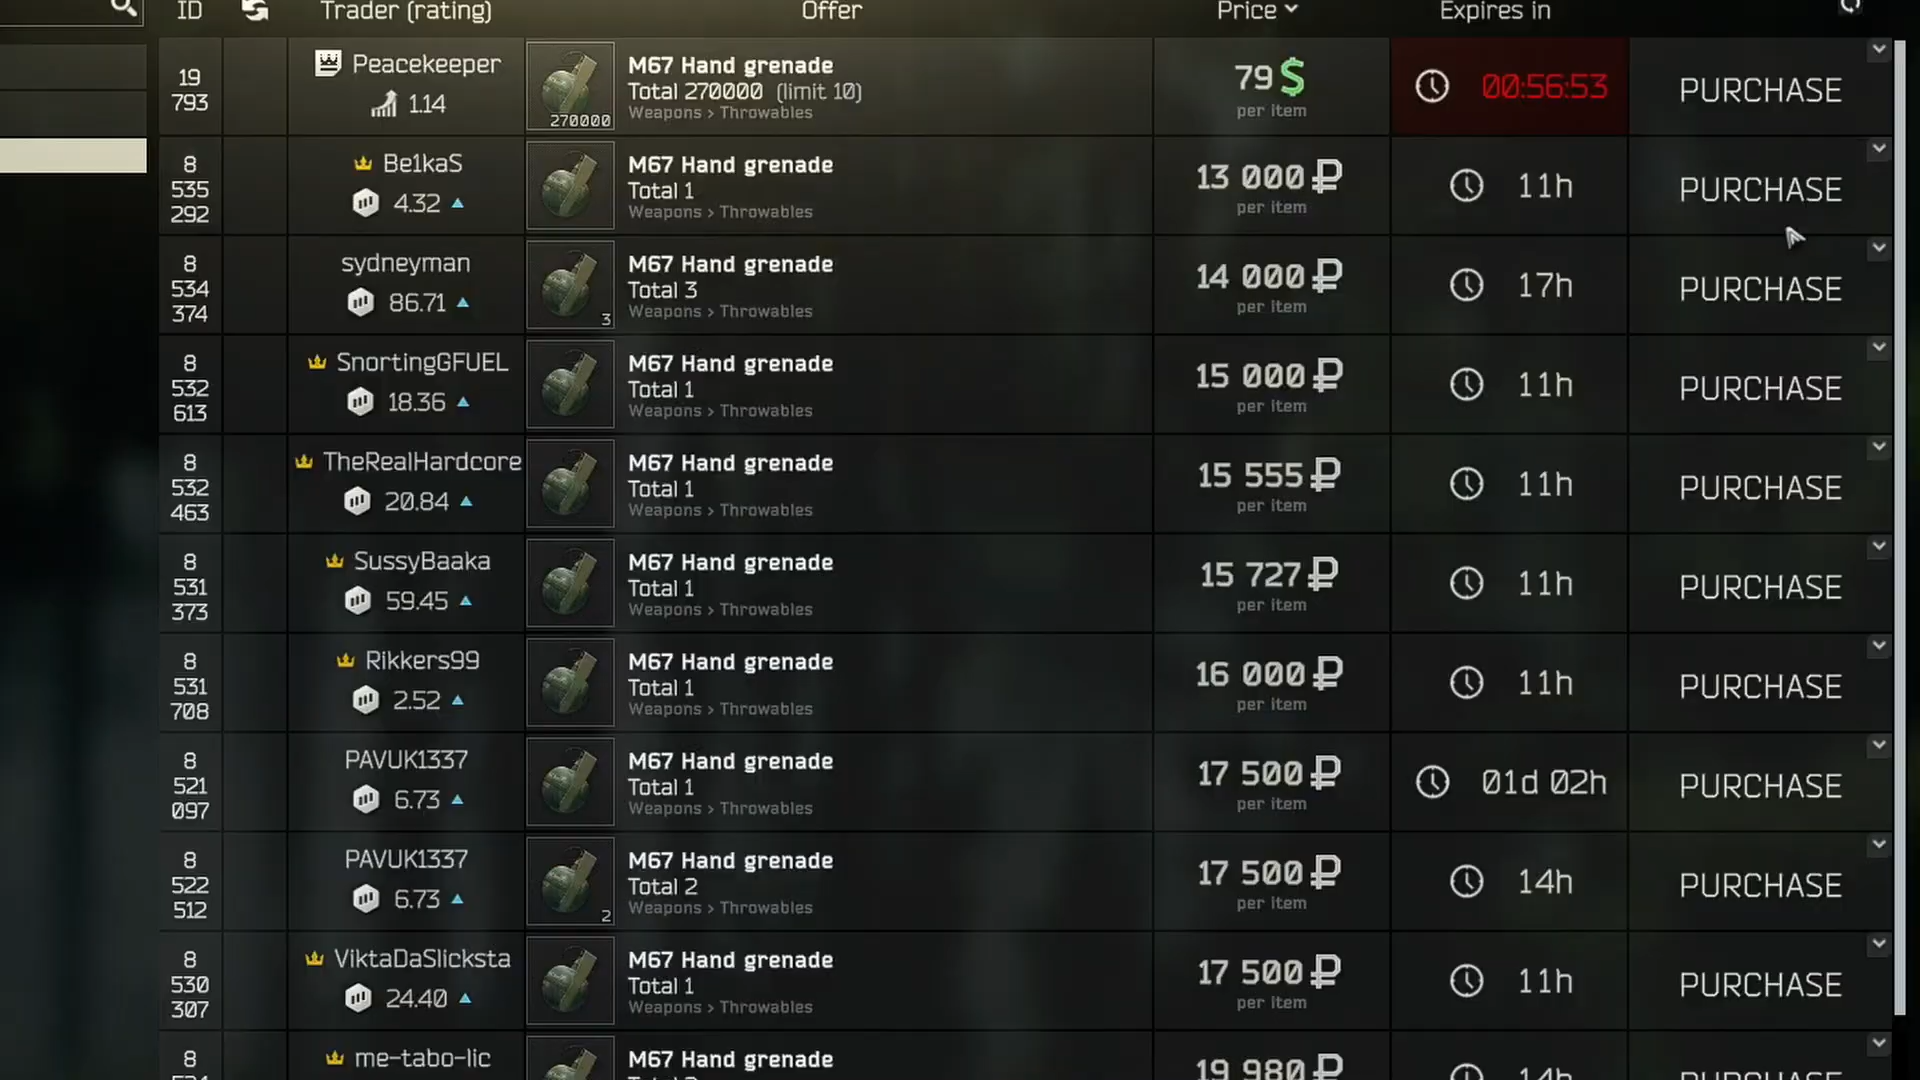 ID Trader (rating) Offer Price Expires in
19
793
Peacekeeper
1.14
270000
M67 Hand grenade
Total 270000 (limit 10)
Weapons > Throwables
79 $
per item
00:56:53
PURCHASE
8
535
292
Be1kaS
4.32
M67 Hand grenade
Total 1
Weapons > Throwables
13 000 ₽
per item
11h
PURCHASE
8
534
374
sydneyman
86.71
3
M67 Hand grenade
Total 3
Weapons > Throwables
14 000 ₽
per item
17h
PURCHASE
8
532
613
SnortingGFUEL
18.36
M67 Hand grenade
Total 1
Weapons > Throwables
15 000 ₽
per item
11h
PURCHASE
8
532
463
TheRealHardcore
20.84
M67 Hand grenade
Total 1
Weapons > Throwables
15 555 ₽
per item
11h
PURCHASE
8
531
373
SussyBaaka
59.45
M67 Hand grenade
Total 1
Weapons > Throwables
15 727 ₽
per item
11h
PURCHASE
8
531
708
Rikkers99
2.52
M67 Hand grenade
Total 1
Weapons > Throwables
16 000 ₽
per item
11h
PURCHASE
8
521
097
PAVUK1337
6.73
M67 Hand grenade
Total 1
Weapons > Throwables
17 500 ₽
per item
01d 02h
PURCHASE
8
522
512
PAVUK1337
6.73
2
M67 Hand grenade
Total 2
Weapons > Throwables
17 500 ₽
per item
14h
PURCHASE
8
530
307
ViktaDaSlicksta
24.40
M67 Hand grenade
Total 1
Weapons > Throwables
17 500 ₽
per item
11h
PURCHASE
8
me-tabo-lic
M67 Hand grenade
19 980 ₽
14h
PURCHASE